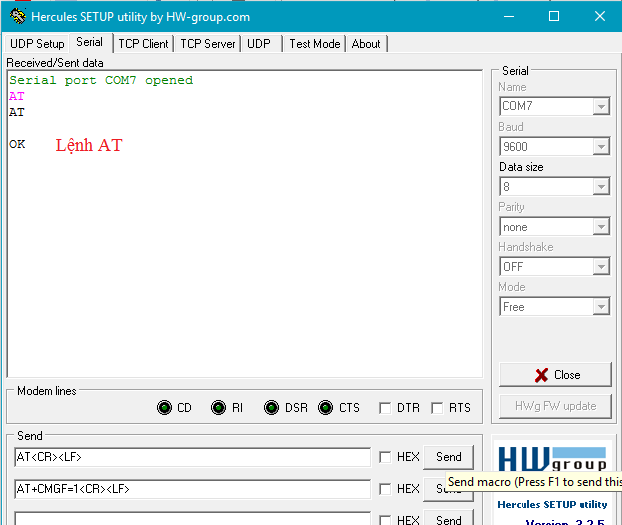 Hercules SETUP utility by HW-group.com
UDP Setup Serial TCP Client TCP Server UDP Test Mode About
Received/Sent data
Serial port COM7 opened
AT
AT
OK Lệnh AT
Serial
Name
COM7
Baud
9600
Data size
8
Parity
none
Handshake
OFF
Mode
Free
Close
HWg FW update
Modem lines
CD RI DSR CTS DTR RTS
Send
AT<CR><LF> HEX Send
Send macro (Press F1 to send this
AT+CMGF=1<CR><LF> HEX
HEX Send
HW group
Hercules SETUP utility
Version 3.2.5